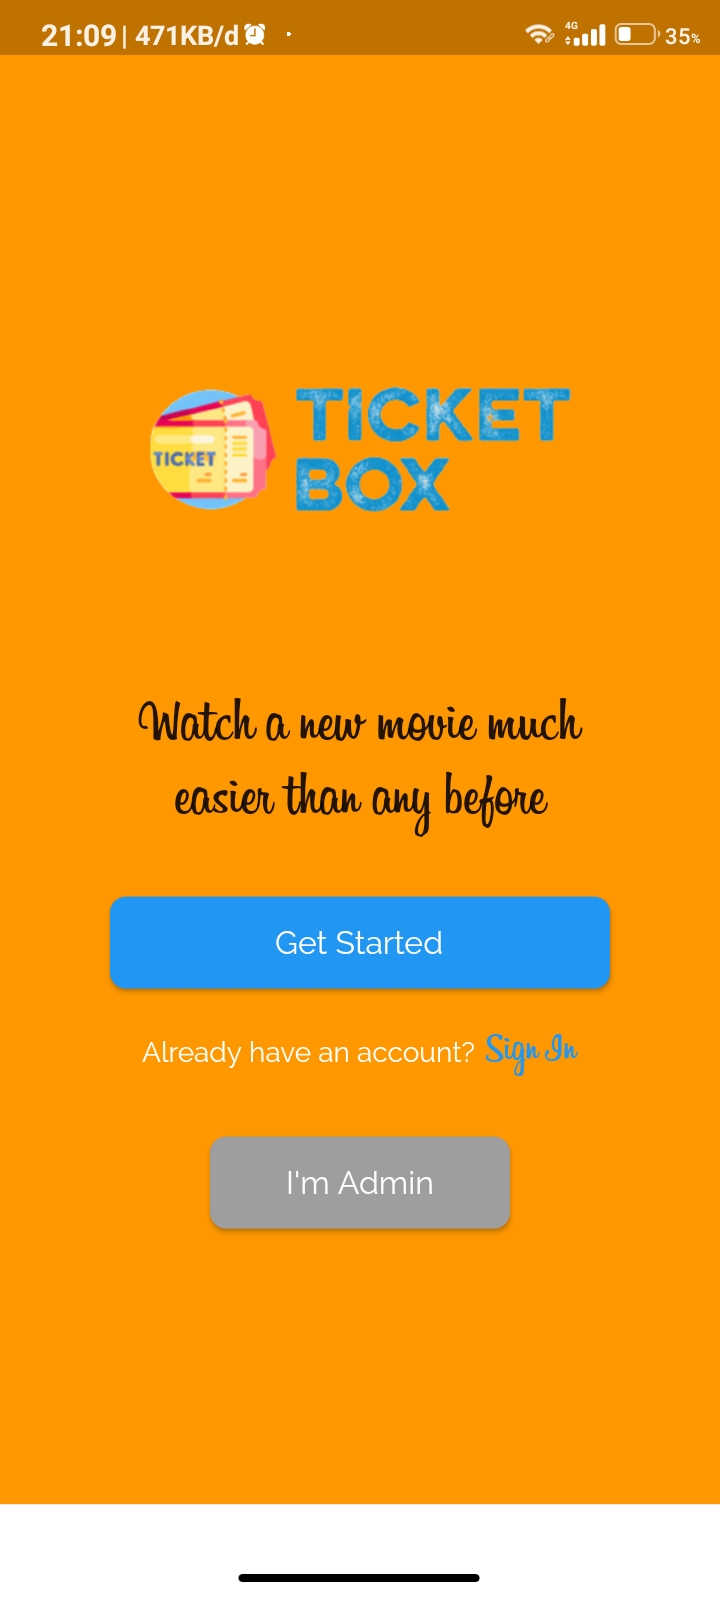 21:09 | 471KB/d
4G
35%
TICKET
TICKET
BOX
Watch a new movie much
easier than any before
Get Started
Already have an account? Sign In
I'm Admin